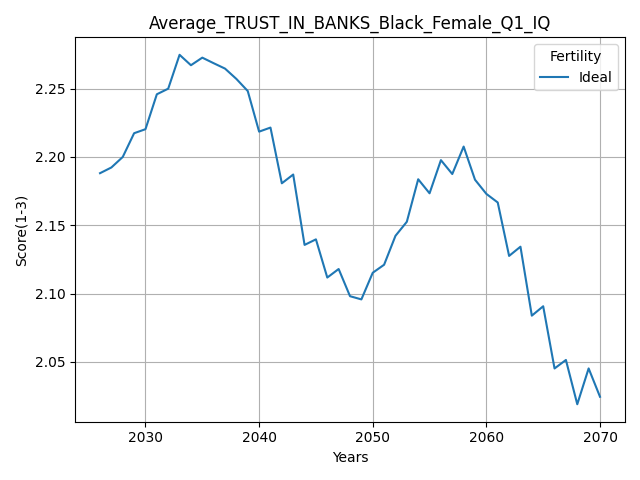 Average_TRUST_IN_BANKS_Black_Female_Q1_IQ
Fertility
Ideal
Score(1-3)
2.25
2.20
2.15
2.10
2.05
2030
2040
2050
2060
2070
Years